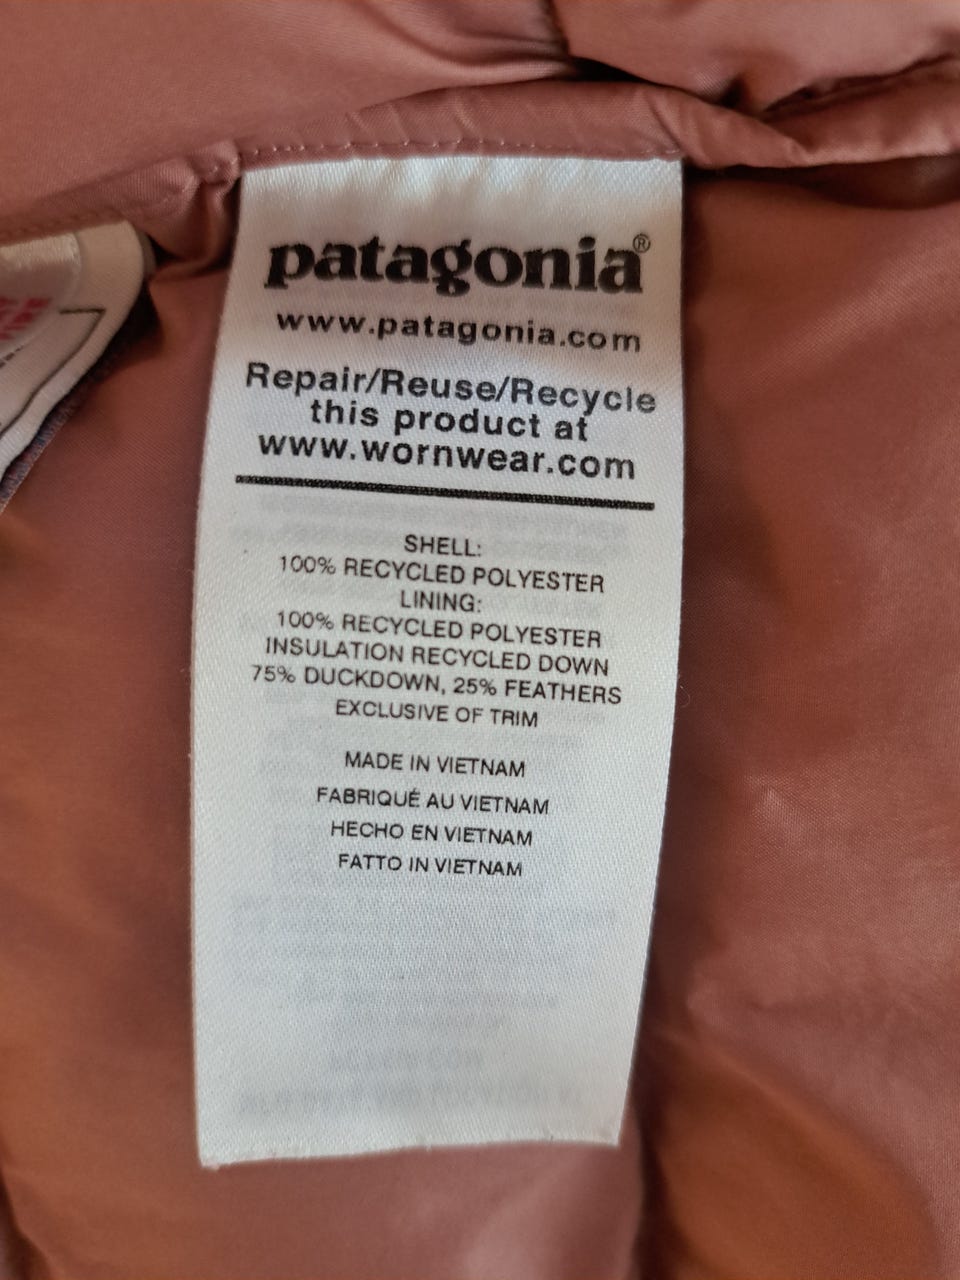 patagonia®
www.patagonia.com
Repair/Reuse/Recycle
this product at
www.wornwear.com
SHELL:
100% RECYCLED POLYESTER
LINING:
100% RECYCLED POLYESTER
INSULATION RECYCLED DOWN
75% DUCKDOWN, 25% FEATHERS
EXCLUSIVE OF TRIM
MADE IN VIETNAM
FABRIQUÉ AU VIETNAM
HECHO EN VIETNAM
FATTO IN VIETNAM